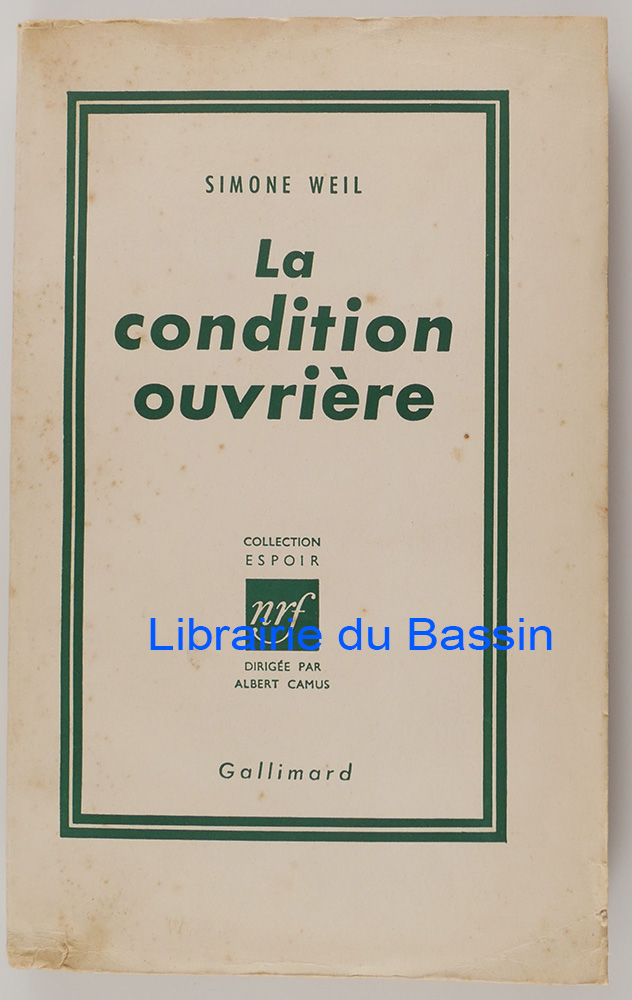 SIMONE WEIL
La
condition
ouvrière
COLLECTION
ESPOIR
nrf
Librairie du Bassin
DIRIGÉE PAR
ALBERT CAMUS
Gallimard